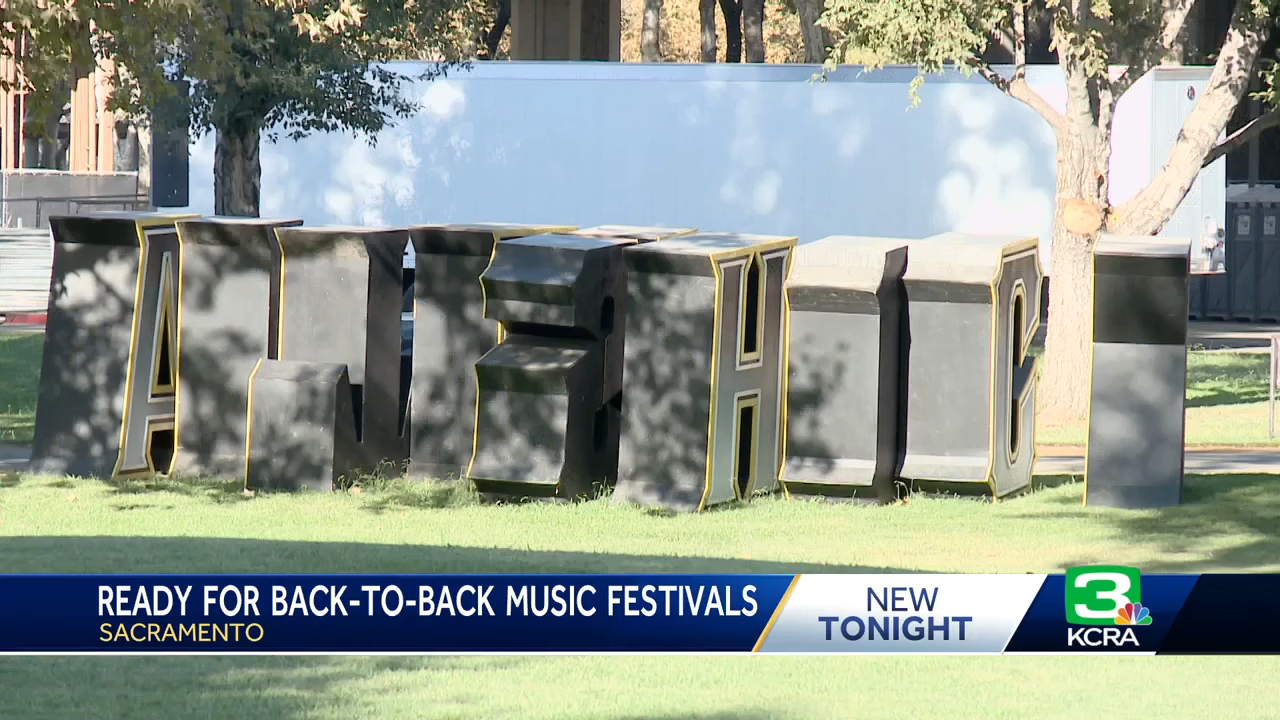 READY FOR BACK-TO-BACK MUSIC FESTIVALS
SACRAMENTO
NEW
TONIGHT
3
KCRA